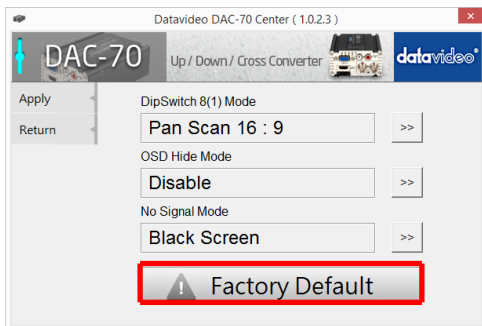 Datavideo DAC-70 Center ( 1.0.2.3 )
DAC-70 Up / Down / Cross Converter datavideo®
Apply
Return
DipSwitch 8(1) Mode
Pan Scan 16 : 9 >>
OSD Hide Mode
Disable >>
No Signal Mode
Black Screen >>
Factory Default